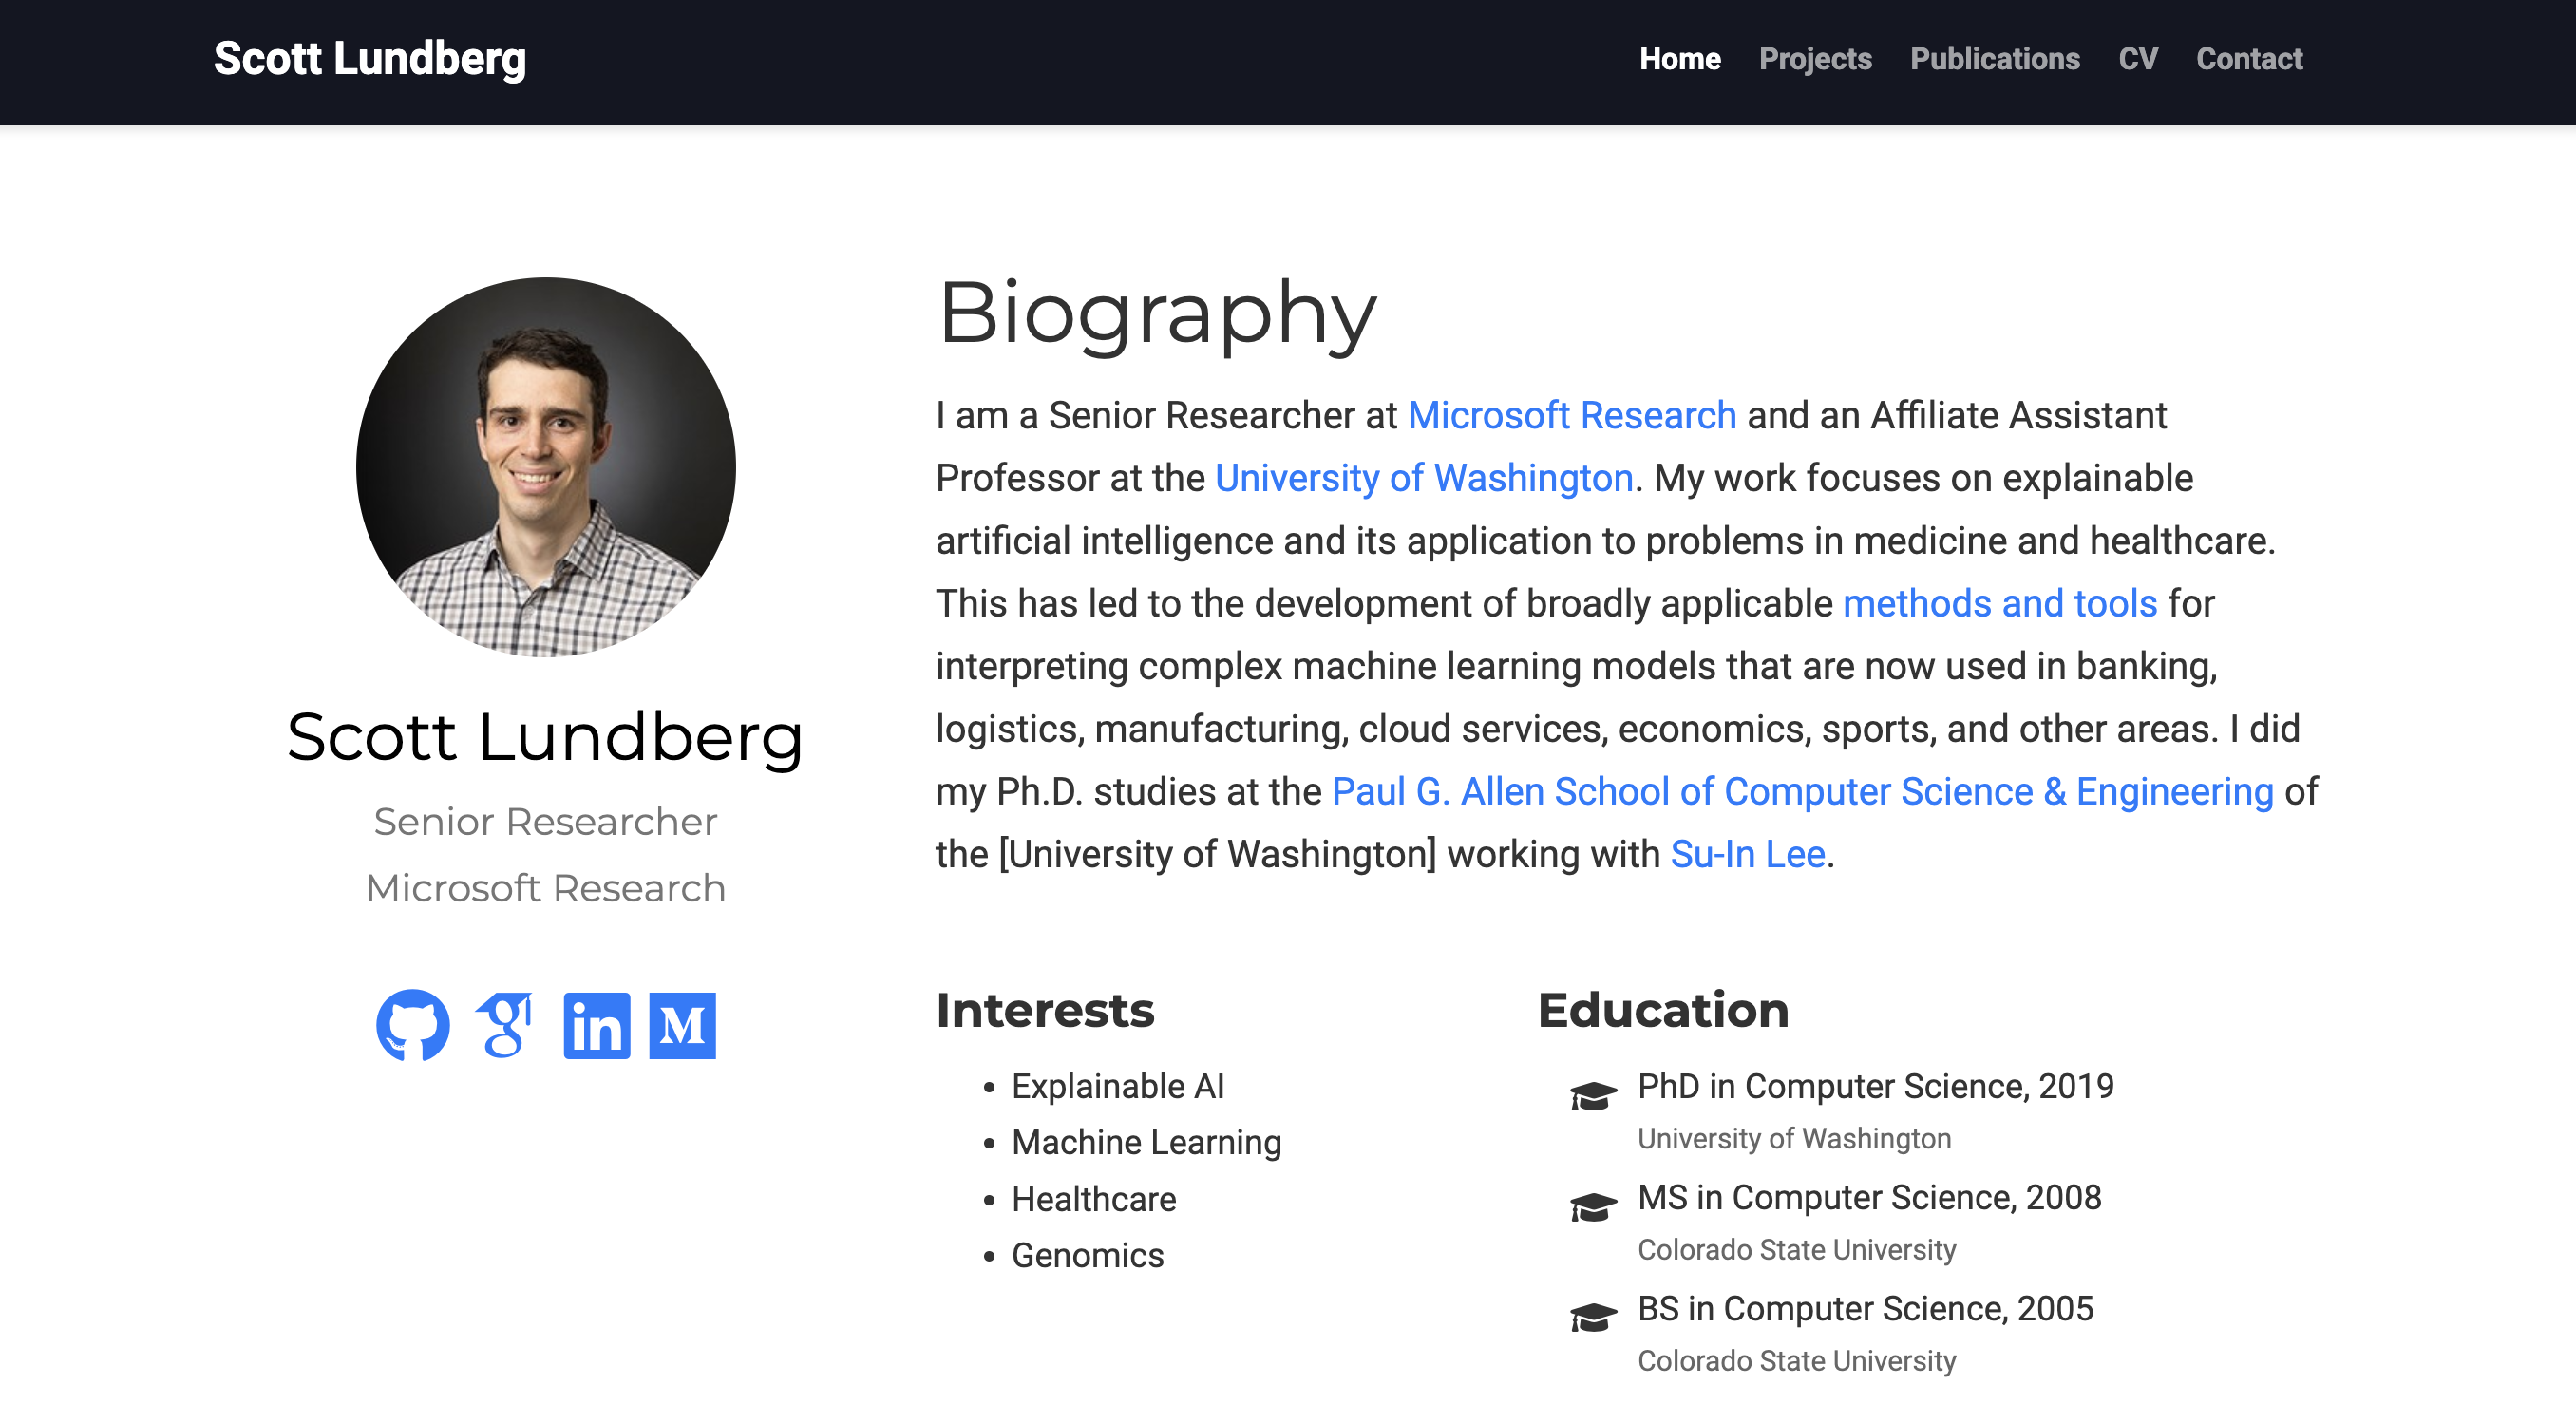 Scott Lundberg
Home Projects Publications CV Contact
Biography
I am a Senior Researcher at Microsoft Research and an Affiliate Assistant
Professor at the University of Washington. My work focuses on explainable
artificial intelligence and its application to problems in medicine and healthcare.
This has led to the development of broadly applicable methods and tools for
interpreting complex machine learning models that are now used in banking,
logistics, manufacturing, cloud services, economics, sports, and other areas. I did
my Ph.D. studies at the Paul G. Allen School of Computer Science & Engineering of
the [University of Washington] working with Su-In Lee.
Scott Lundberg
Senior Researcher
Microsoft Research
g
in
M
Interests
• Explainable AI
• Machine Learning
• Healthcare
• Genomics
Education
PhD in Computer Science, 2019
University of Washington
MS in Computer Science, 2008
Colorado State University
BS in Computer Science, 2005
Colorado State University